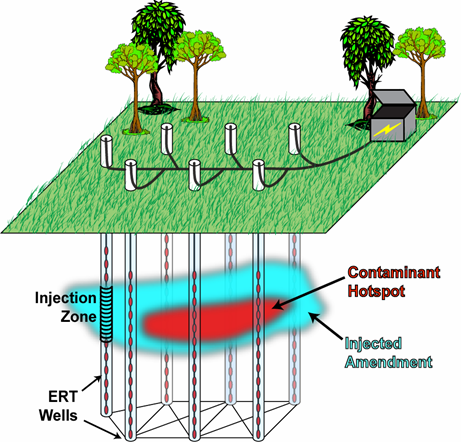 Contaminant
Hotspot
Injection
Zone
Injected
Amendment
ERT
Wells